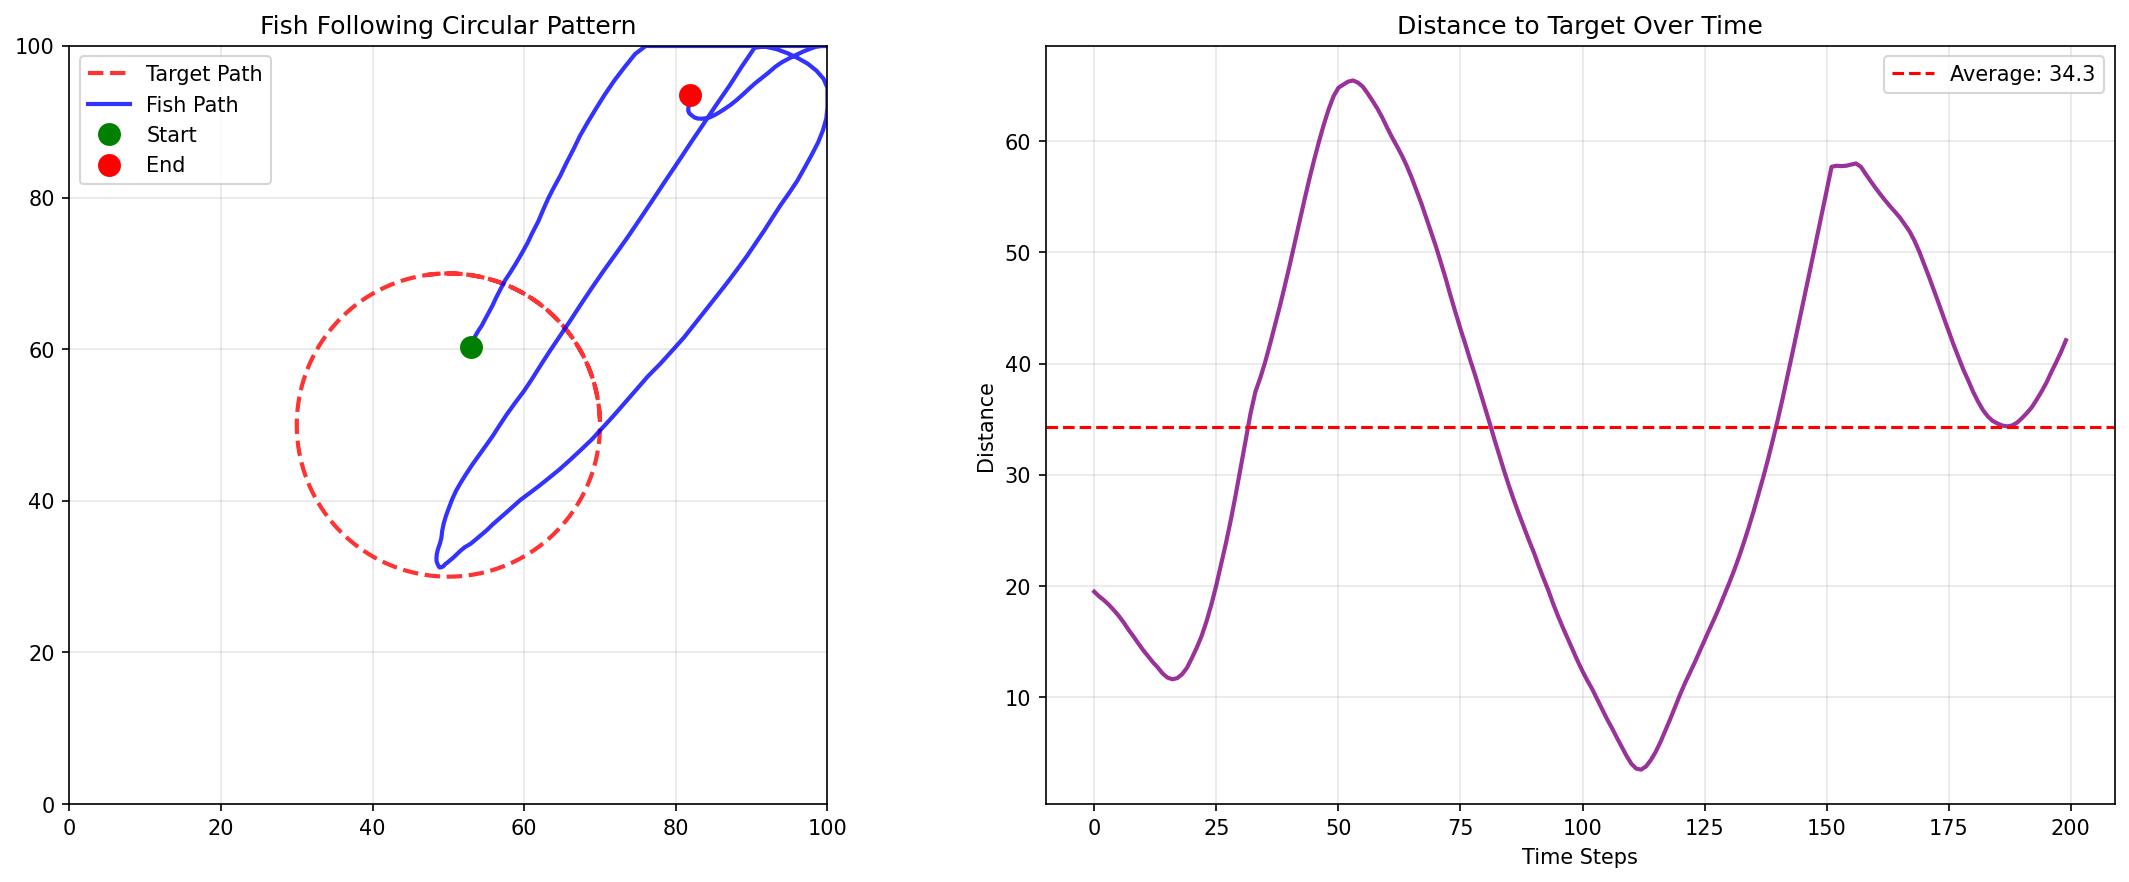 Fish Following Circular Pattern
100
80
60
40
20
0
0 20 40 60 80 100
Target Path
Fish Path
Start
End
Distance to Target Over Time
Average: 34.3
Distance
60
50
40
30
20
10
0 25 50 75 100 125 150 175 200
Time Steps